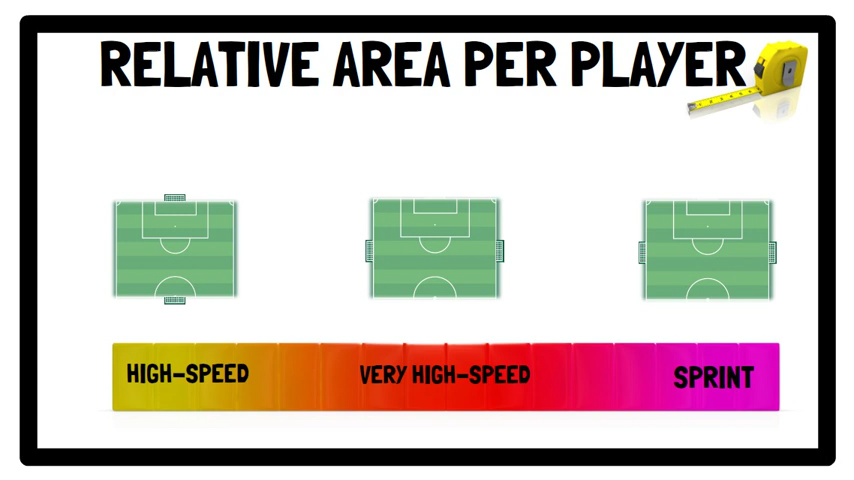 RELATIVE AREA PER PLAYER
HIGH-SPEED
VERY HIGH-SPEED
SPRINT